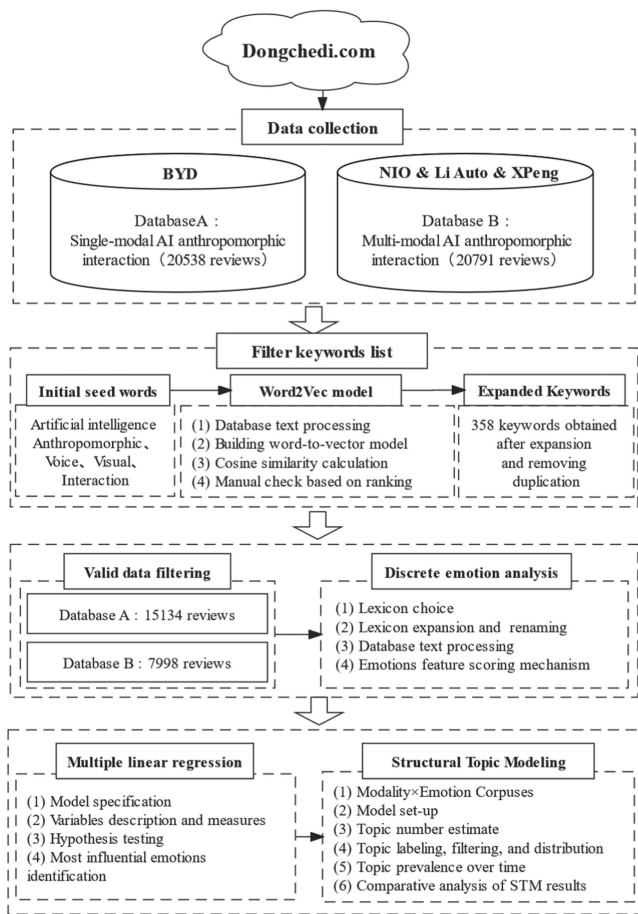 Dongchedi.com
Data collection
BYD
DatabaseA：
Single-modal AI anthropomorphic
interaction（20538 reviews）
NIO & Li Auto & XPeng
Database B：
Multi-modal AI anthropomorphic
interaction（20791 reviews）
Filter keywords list
Initial seed words
Artificial intelligence
Anthropomorphic、
Voice、Visual、
Interaction
Word2Vec model
(1) Database text processing
(2) Building word-to-vector model
(3) Cosine similarity calculation
(4) Manual check based on ranking
Expanded Keywords
358 keywords obtained
after expansion
and removing
duplication
Valid data filtering
Database A：15134 reviews
Database B：7998 reviews
Discrete emotion analysis
(1) Lexicon choice
(2) Lexicon expansion and renaming
(3) Database text processing
(4) Emotions feature scoring mechanism
Multiple linear regression
(1) Model specification
(2) Variables description and measures
(3) Hypothesis testing
(4) Most influential emotions
identification
Structural Topic Modeling
(1) Modality×Emotion Corpuses
(2) Model set-up
(3) Topic number estimate
(4) Topic labeling, filtering, and distribution
(5) Topic prevalence over time
(6) Comparative analysis of STM results